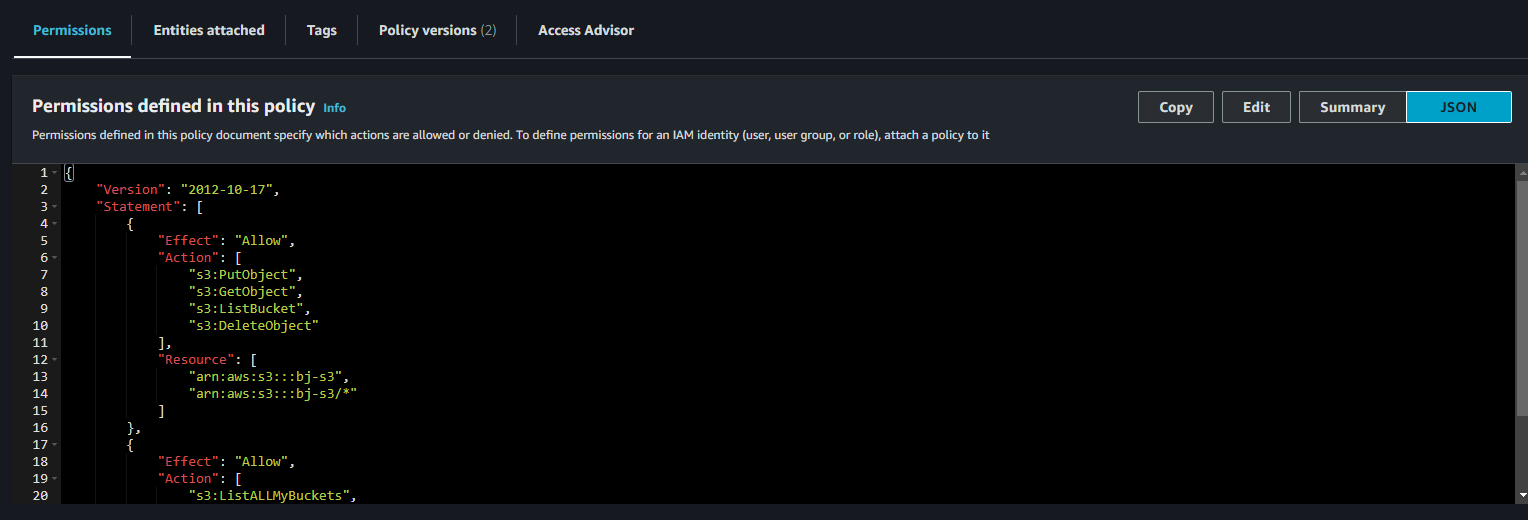 Permissions Entities attached Tags Policy versions (2) Access Advisor
Permissions defined in this policy Info Copy Edit Summary JSON
Permissions defined in this policy document specify which actions are allowed or denied. To define permissions for an IAM identity (user, user group, or role), attach a policy to it
1 {
2 "Version": "2012-10-17",
3 "Statement": [
4 {
5 "Effect": "Allow",
6 "Action": [
7 "s3:PutObject",
8 "s3:GetObject",
9 "s3:ListBucket",
10 "s3:DeleteObject"
11 ],
12 "Resource": [
13 "arn:aws:s3:::bj-s3",
14 "arn:aws:s3:::bj-s3/*"
15 ]
16 },
17 {
18 "Effect": "Allow",
19 "Action": [
20 "s3:ListALLMyBuckets",